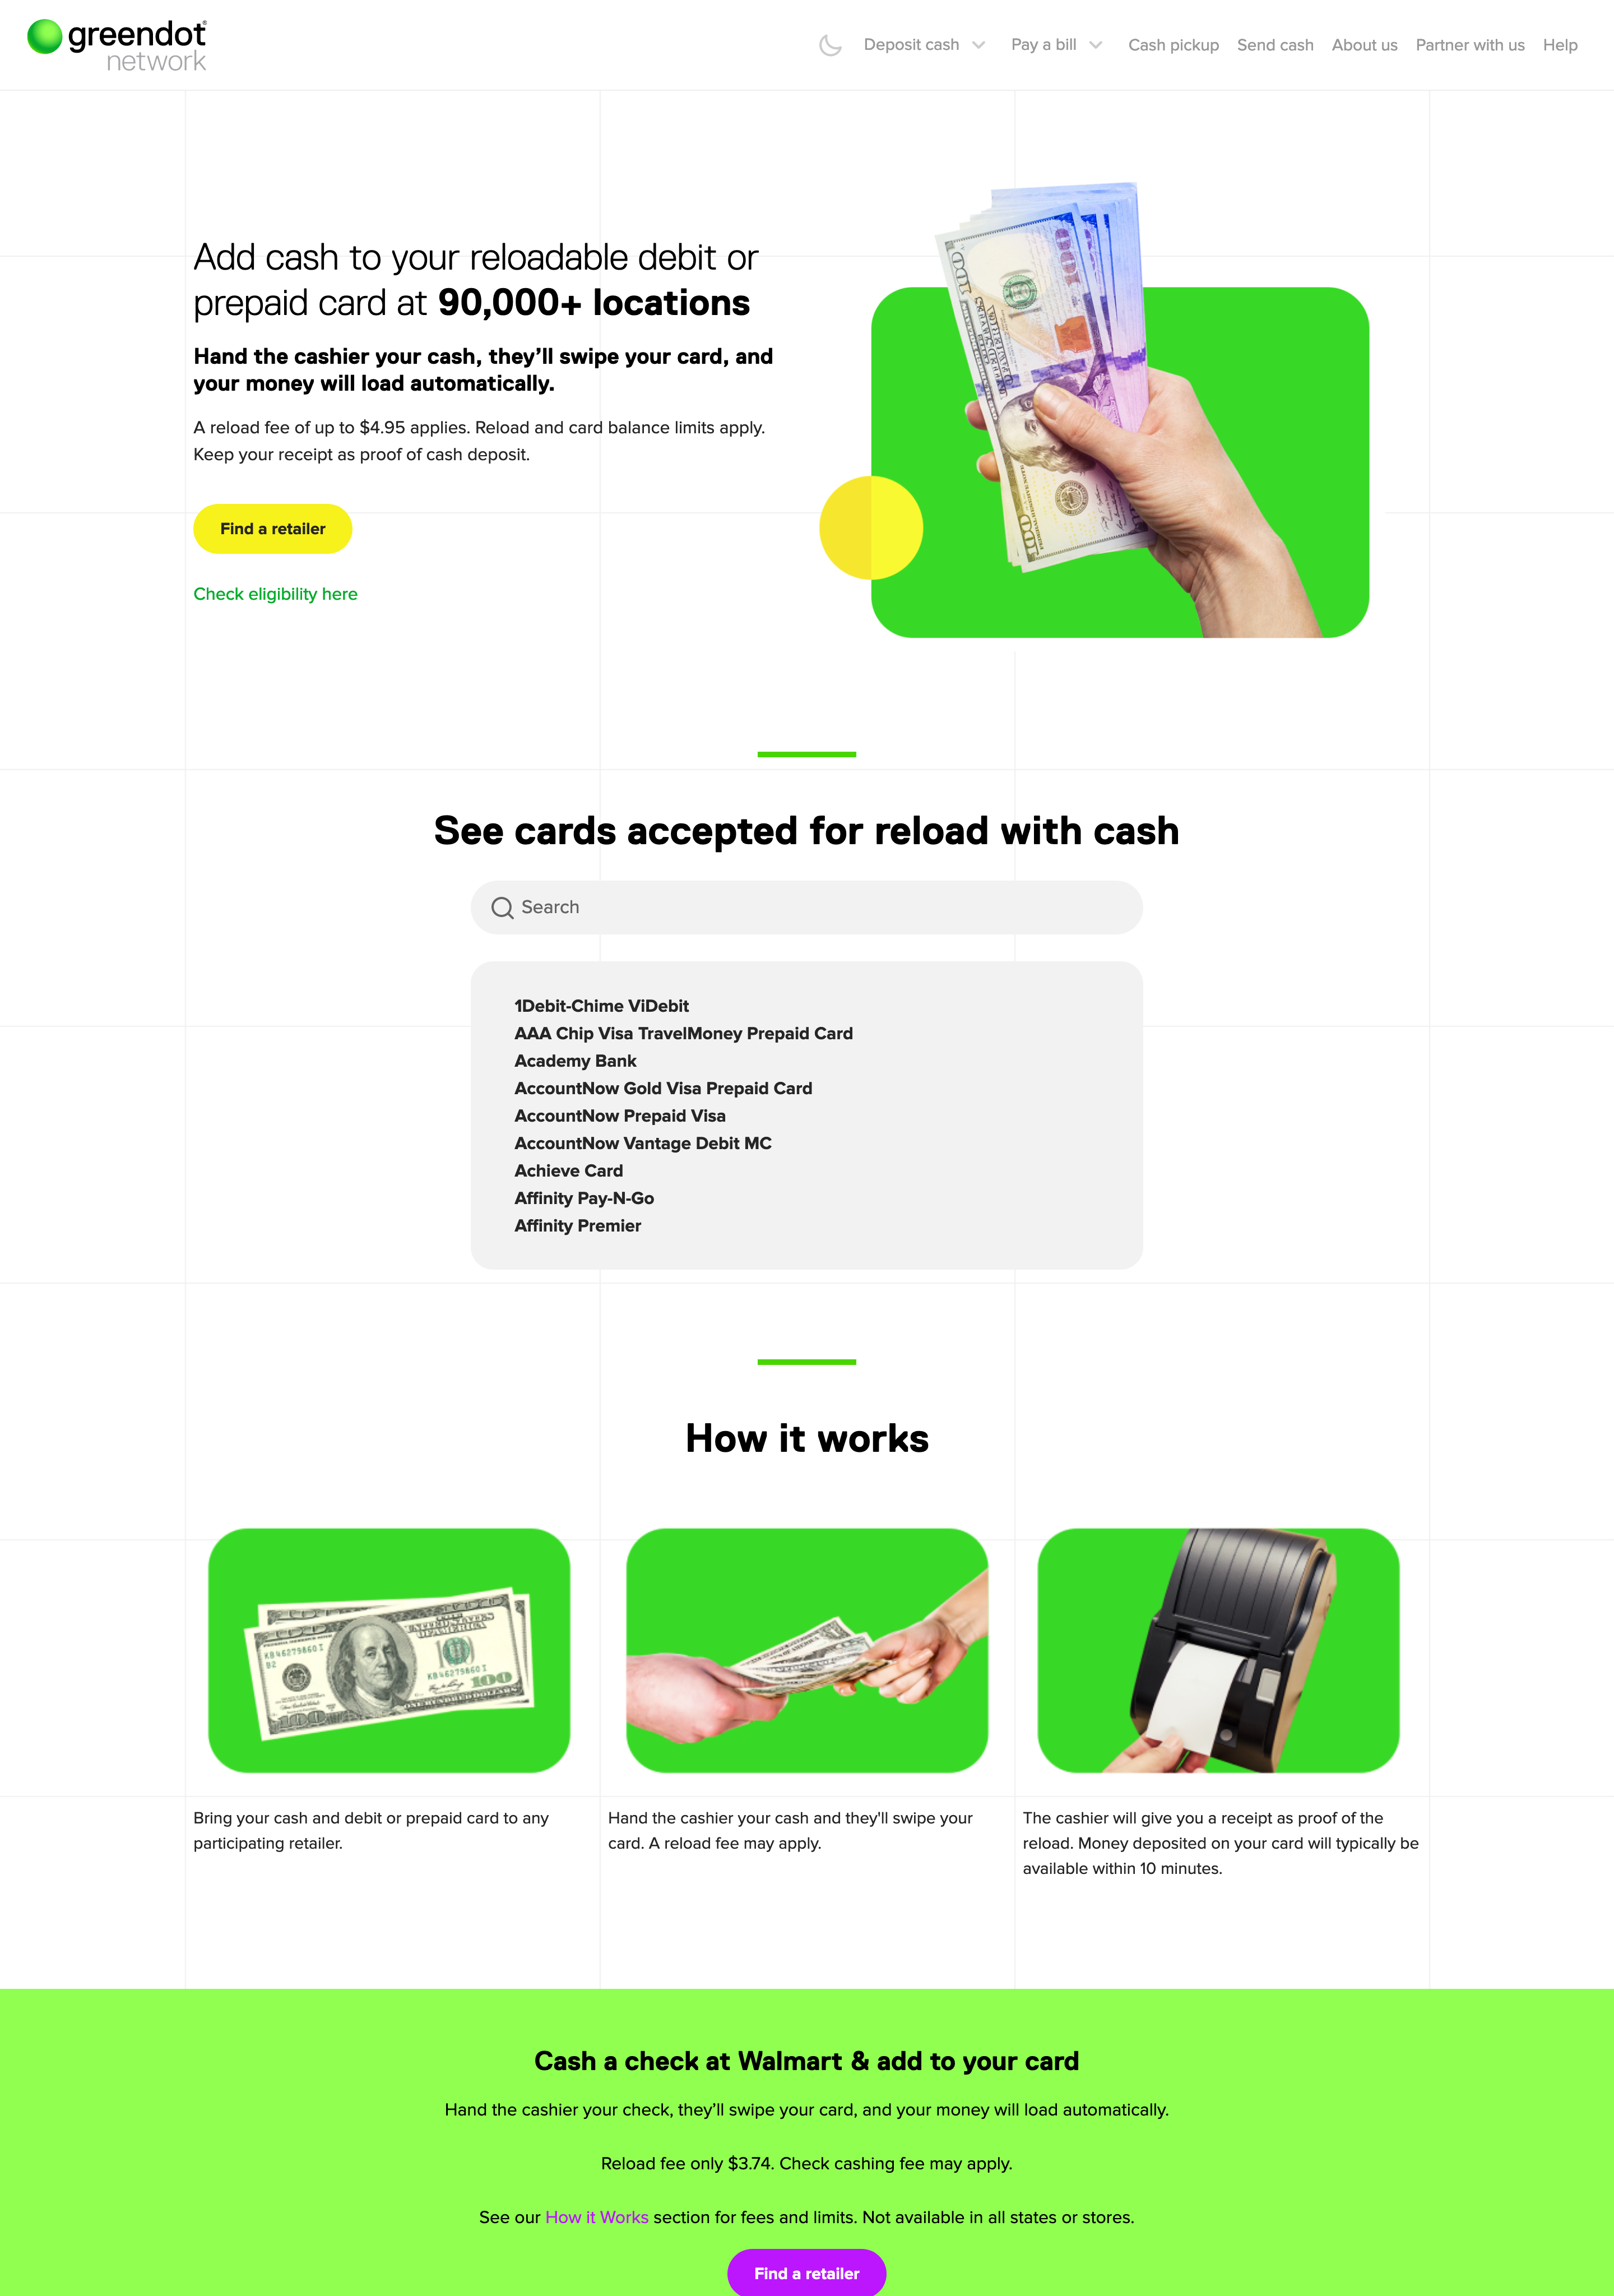 greendot®
network
Deposit cash
Pay a bill
Cash pickup
Send cash
About us
Partner with us
Help
Add cash to your reloadable debit or
prepaid card at 90,000+ locations
Hand the cashier your cash, they’ll swipe your card, and
your money will load automatically.
A reload fee of up to $4.95 applies. Reload and card balance limits apply.
Keep your receipt as proof of cash deposit.
Find a retailer
Check eligibility here
See cards accepted for reload with cash
Search
1Debit-Chime ViDebit
AAA Chip Visa TravelMoney Prepaid Card
Academy Bank
AccountNow Gold Visa Prepaid Card
AccountNow Prepaid Visa
AccountNow Vantage Debit MC
Achieve Card
Affinity Pay-N-Go
Affinity Premier
How it works
KB46279860 I
B2
KB46279860 I
100
ONE HUNDRED DOLLARS
Bring your cash and debit or prepaid card to any
participating retailer.
Hand the cashier your cash and they'll swipe your
card. A reload fee may apply.
The cashier will give you a receipt as proof of the
reload. Money deposited on your card will typically be
available within 10 minutes.
Cash a check at Walmart & add to your card
Hand the cashier your check, they’ll swipe your card, and your money will load automatically.
Reload fee only $3.74. Check cashing fee may apply.
See our How it Works section for fees and limits. Not available in all states or stores.
Find a retailer